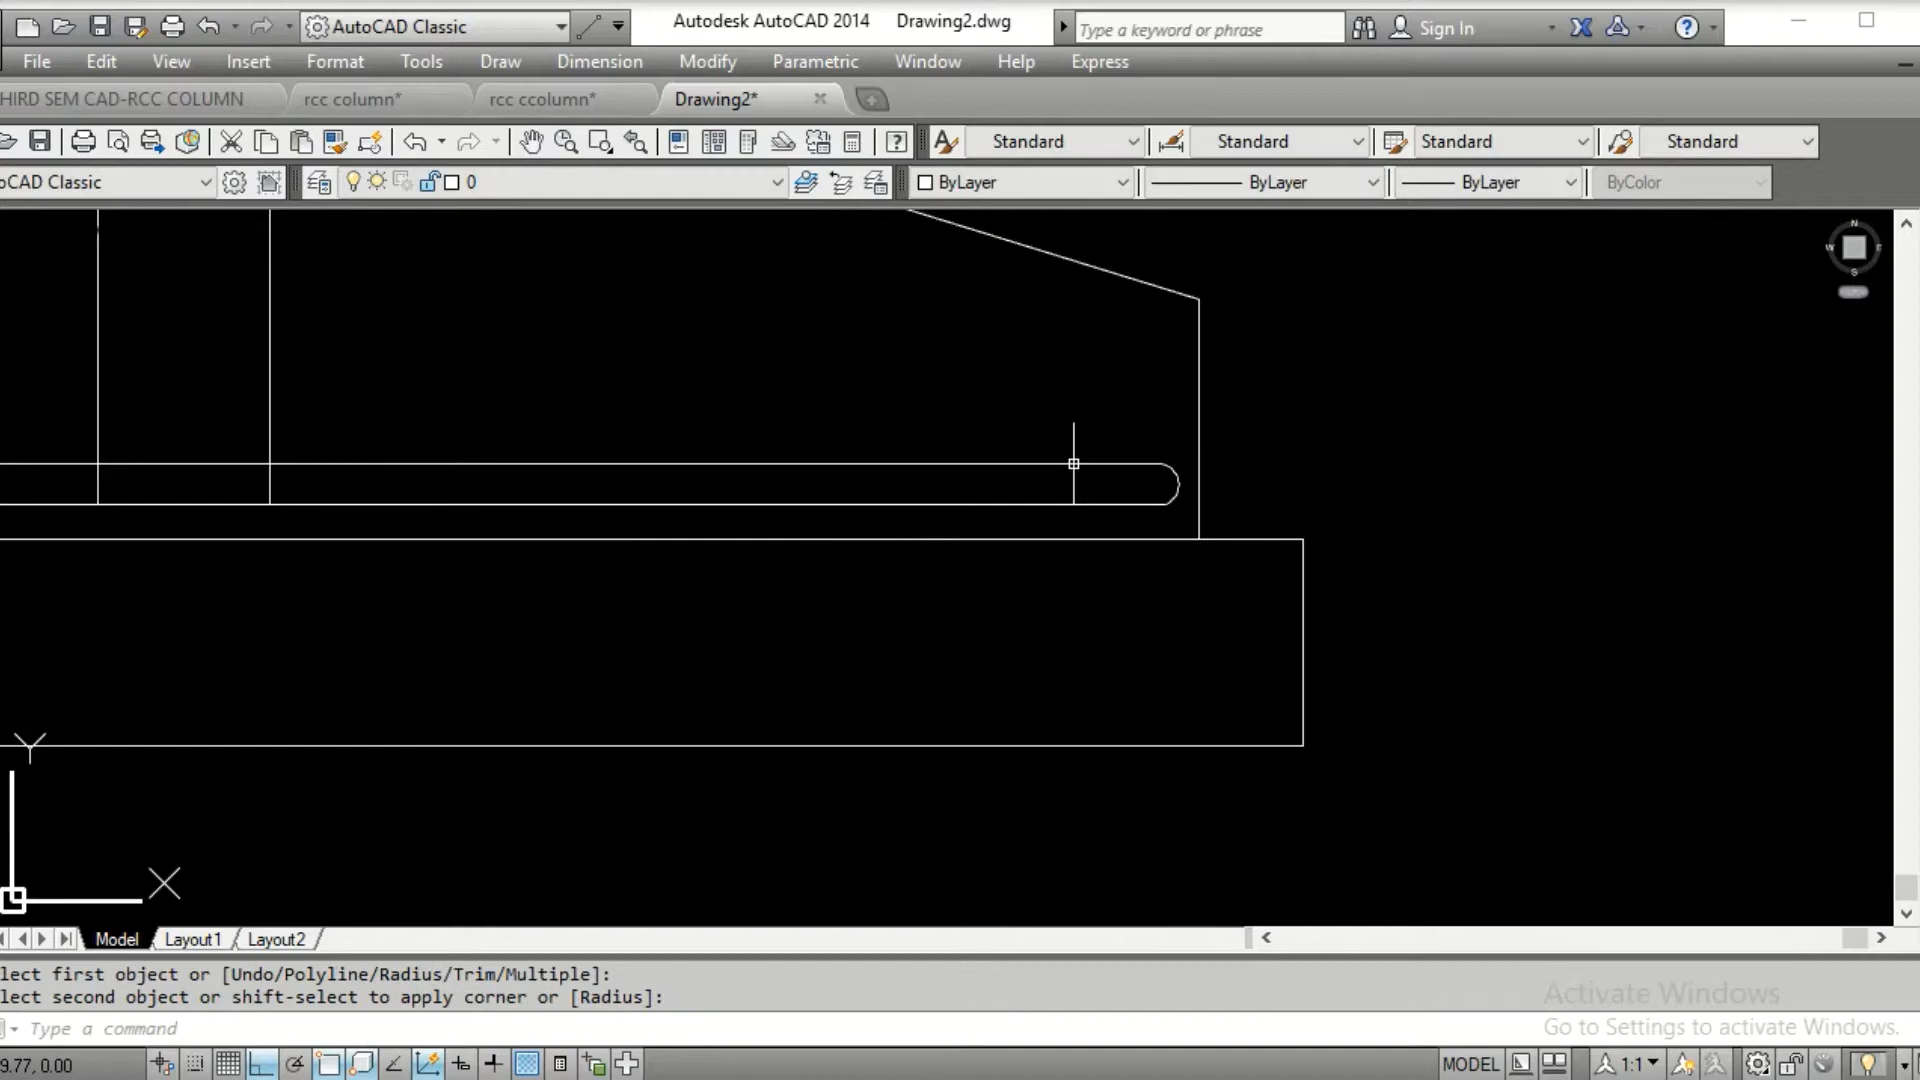 AutoCAD Classic
Autodesk AutoCAD 2014 Drawing2.dwg
Type a keyword or phrase
Sign In
File Edit View Insert Format Tools Draw Dimension Modify Parametric Window Help Express
HIRD SEM CAD-RCC COLUMN
rcc column*
rcc ccolumn*
Drawing2*
Standard
Standard
Standard
Standard
oCAD Classic
0
ByLayer
ByLayer
ByLayer
ByColor
N
W
E
S
Y
X
Model Layout1 Layout2
lect first object or [Undo/Polyline/Radius/Trim/Multiple]:
lect second object or shift-select to apply corner or [Radius]:
Type a command
Activate Windows
Go to Settings to activate Windows.
9.77, 0.00
MODEL
1:1